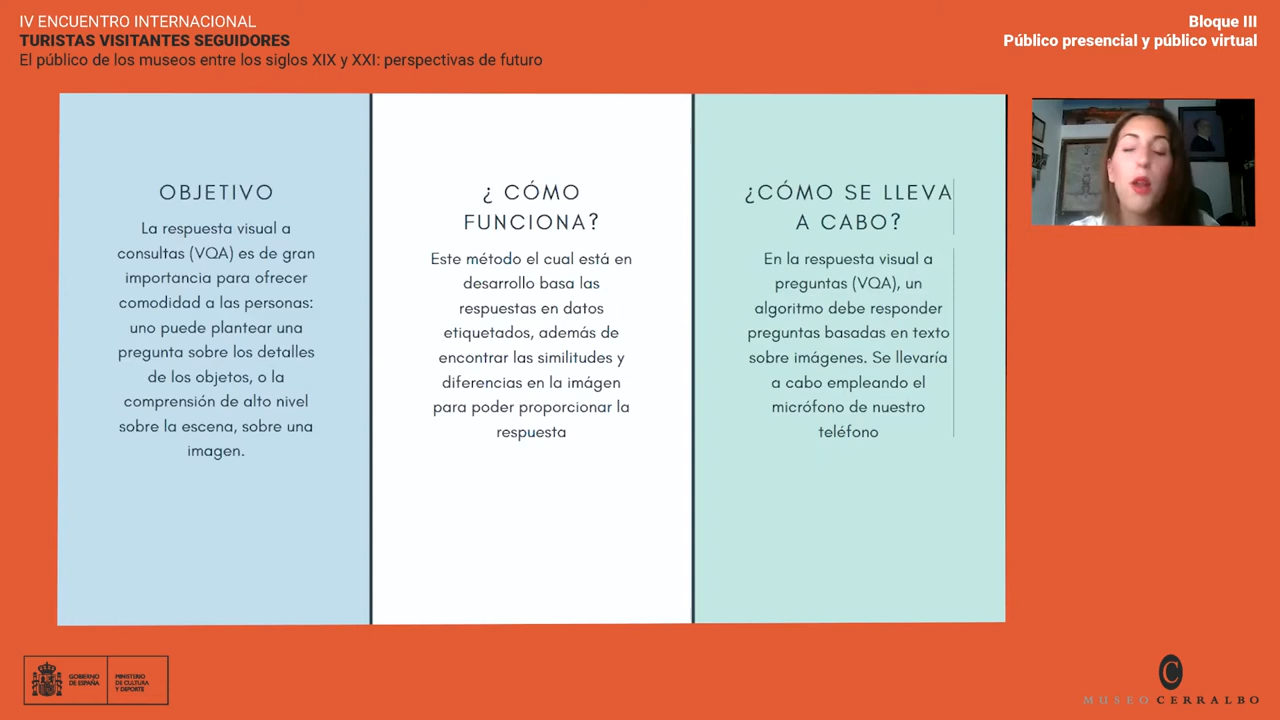 IV ENCUENTRO INTERNACIONAL
TURISTAS VISITANTES SEGUIDORES
El público de los museos entre los siglos XIX y XXI: perspectivas de futuro
Bloque III
Público presencial y público virtual
OBJETIVO
La respuesta visual a
consultas (VQA) es de gran
importancia para ofrecer
comodidad a las personas:
uno puede plantear una
pregunta sobre los detalles
de los objetos, o la
comprensión de alto nivel
sobre la escena, sobre una
imagen.
¿ CÓMO
FUNCIONA?
Este método el cual está en
desarrollo basa las
respuestas en datos
etiquetados, además de
encontrar las similitudes y
diferencias en la imágen
para poder proporcionar la
respuesta
¿CÓMO SE LLEVA
A CABO?
En la respuesta visual a
preguntas (VQA), un
algoritmo debe responder
preguntas basadas en texto
sobre imágenes. Se llevaría
a cabo empleando el
micrófono de nuestro
teléfono
GOBIERNO
DE ESPAÑA
MINISTERIO
DE CULTURA
Y DEPORTE
C
MUSEO CERRALBO